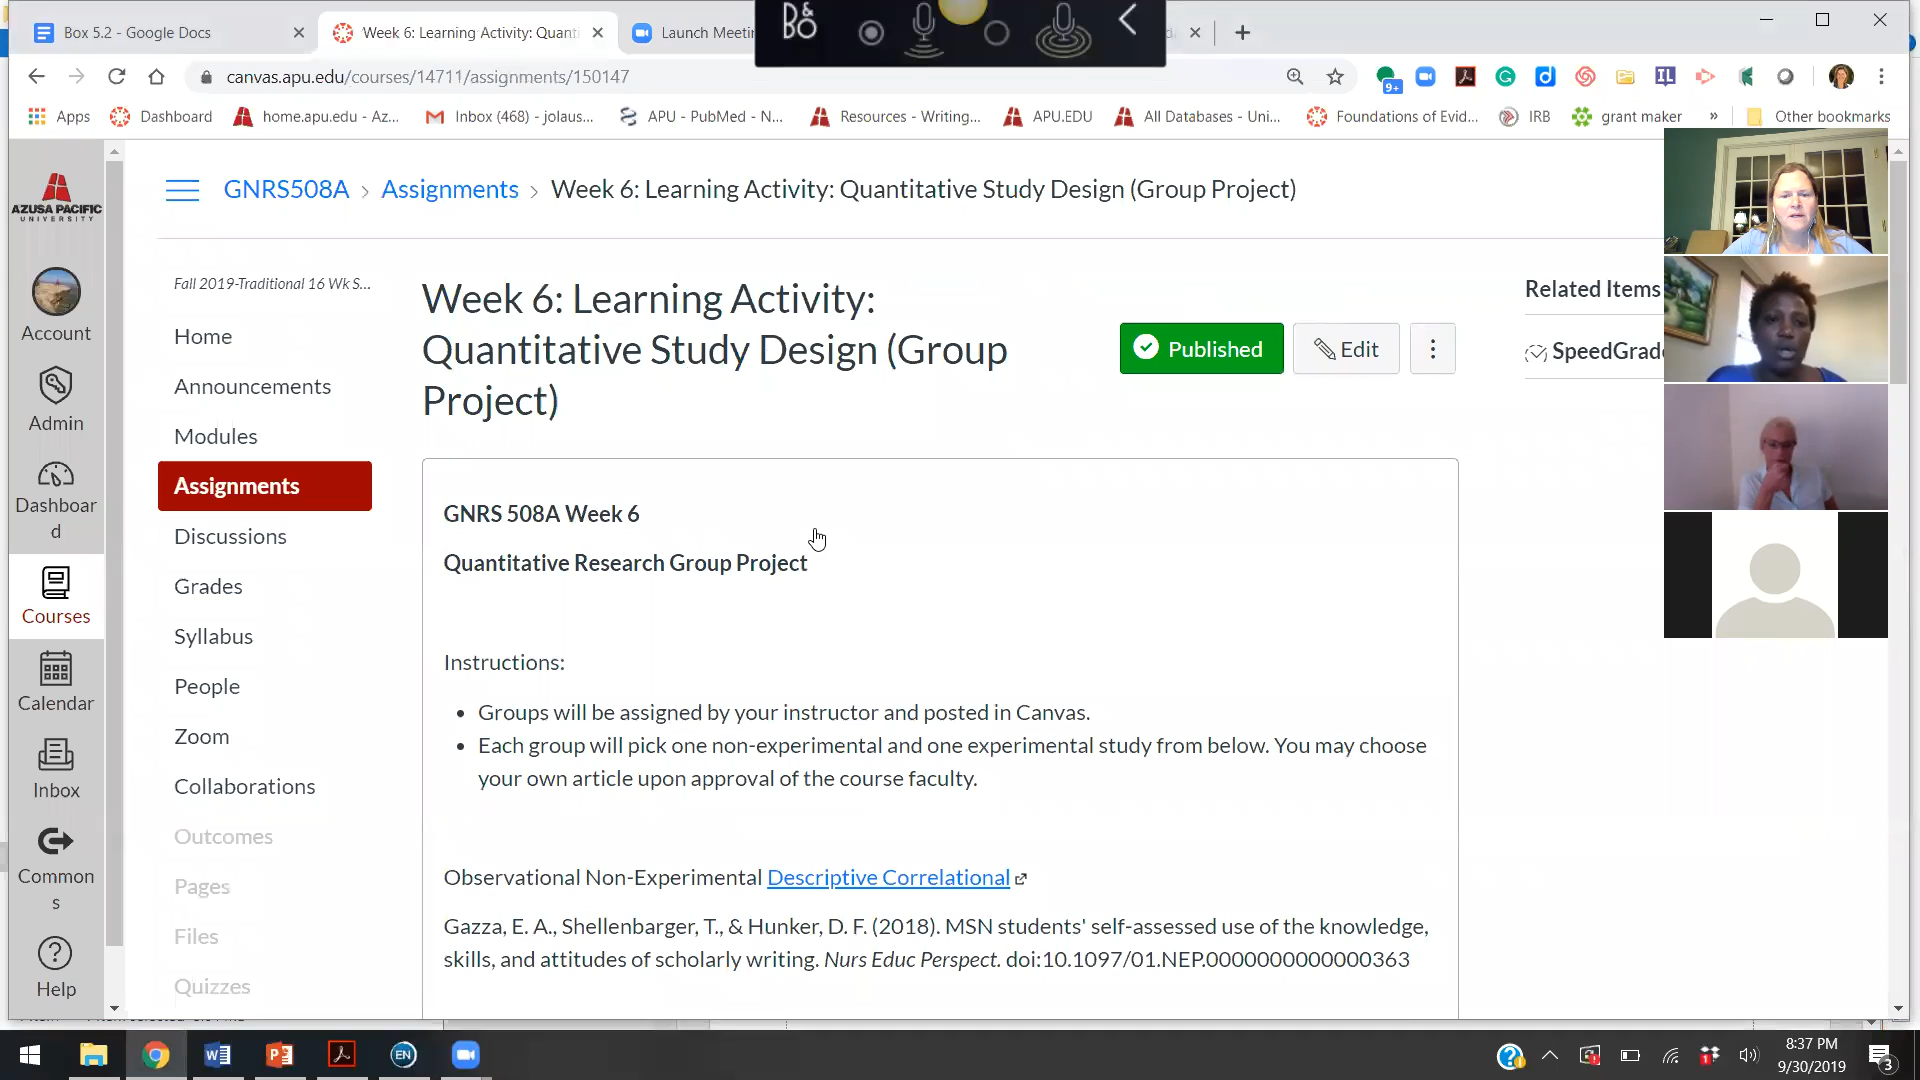 Box 5.2 - Google Docs
Week 6: Learning Activity: Quant
Launch Meetin
B&O
canvas.apu.edu/courses/14711/assignments/150147
9+
IL
Apps
Dashboard
home.apu.edu - Az...
Inbox (468) - jolaus...
APU - PubMed - N...
Resources - Writing...
APU.EDU
All Databases - Uni...
Foundations of Evid...
IRB
grant maker
»
Other bookmarks
AZUSA PACIFIC
UNIVERSITY
GNRS508A › Assignments › Week 6: Learning Activity: Quantitative Study Design (Group Project)
Account
Admin
Dashboar
d
Courses
Calendar
Inbox
Common
s
Help
Fall 2019-Traditional 16 Wk S...
Home
Announcements
Modules
Assignments
Discussions
Grades
Syllabus
People
Zoom
Collaborations
Outcomes
Pages
Files
Quizzes
Week 6: Learning Activity:
Quantitative Study Design (Group
Project)
Published
Edit
Related Items
SpeedGrade
GNRS 508A Week 6
Quantitative Research Group Project
Instructions:
• Groups will be assigned by your instructor and posted in Canvas.
• Each group will pick one non-experimental and one experimental study from below. You may choose
your own article upon approval of the course faculty.
Observational Non-Experimental Descriptive Correlational
Gazza, E. A., Shellenbarger, T., & Hunker, D. F. (2018). MSN students' self-assessed use of the knowledge,
skills, and attitudes of scholarly writing. Nurs Educ Perspect. doi:10.1097/01.NEP.0000000000000363
EN
8:37 PM
9/30/2019
3